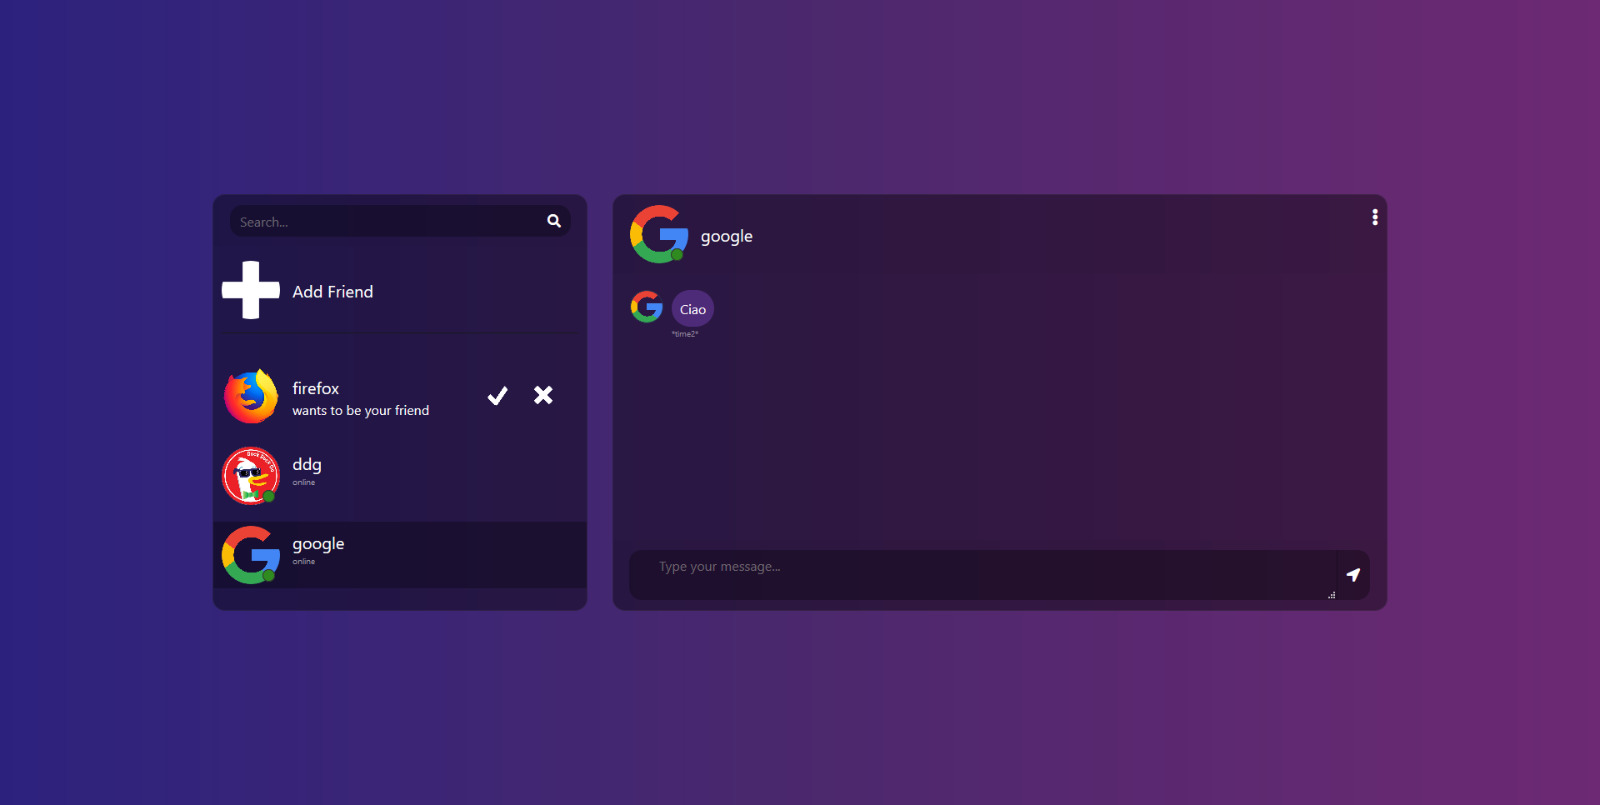 Search...
Add Friend
firefox
wants to be your friend
ddg
online
google
online
google
Ciao
*time2*
Type your message...